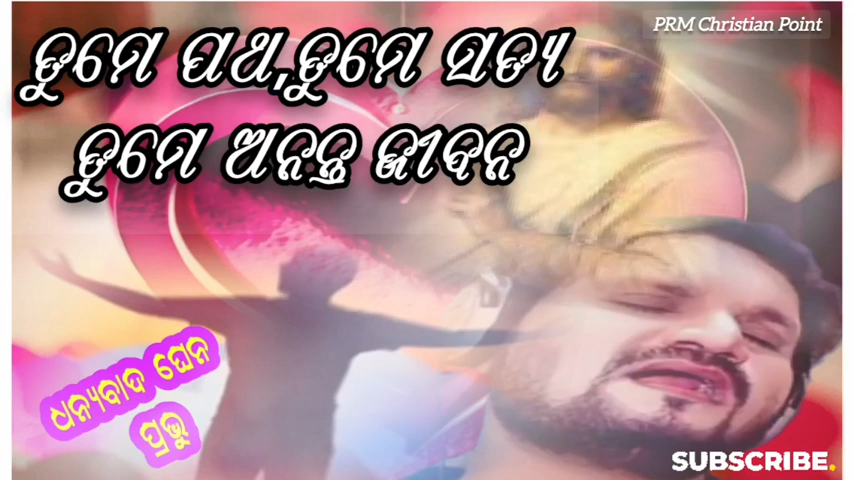 PRM Christian Point
ତୁମେ ପଥ,ତୁମେ ସତ୍ୟ
ତୁମେ ଅନନ୍ତ ଜୀବନ
ଧନ୍ୟବାଦ ଘେନ
ପ୍ରଭୁ
SUBSCRIBE.